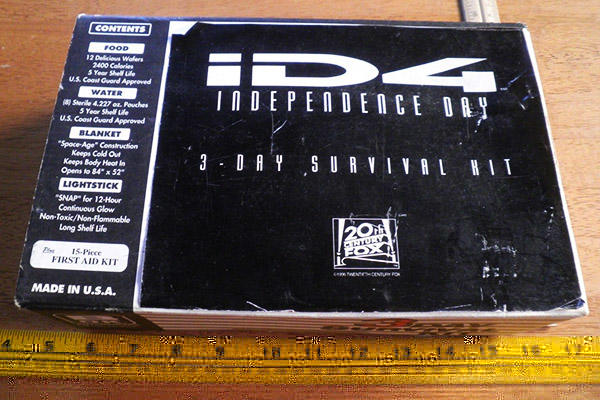 CONTENTS
FOOD
12 Delicious Wafers
2400 Calories
5 Year Shelf Life
U.S. Coast Guard Approved
WATER
(8) Sterile 4.227 oz. Pouches
5 Year Shelf Life
U.S. Coast Guard Approved
BLANKET
"Space-Age" Construction
Keeps Cold Out
Keeps Body Heat In
Opens to 84" x 52"
LIGHTSTICK
"SNAP" for 12-Hour
Continuous Glow
Non-Toxic/Non-Flammable
Long Shelf Life
Plus 15-Piece
FIRST AID KIT
MADE IN U.S.A.
ID4
INDEPENDENCE DAY
3-DAY SURVIVAL KIT
20th
CENTURY
FOX
©1996 TWENTIETH CENTURY FOX